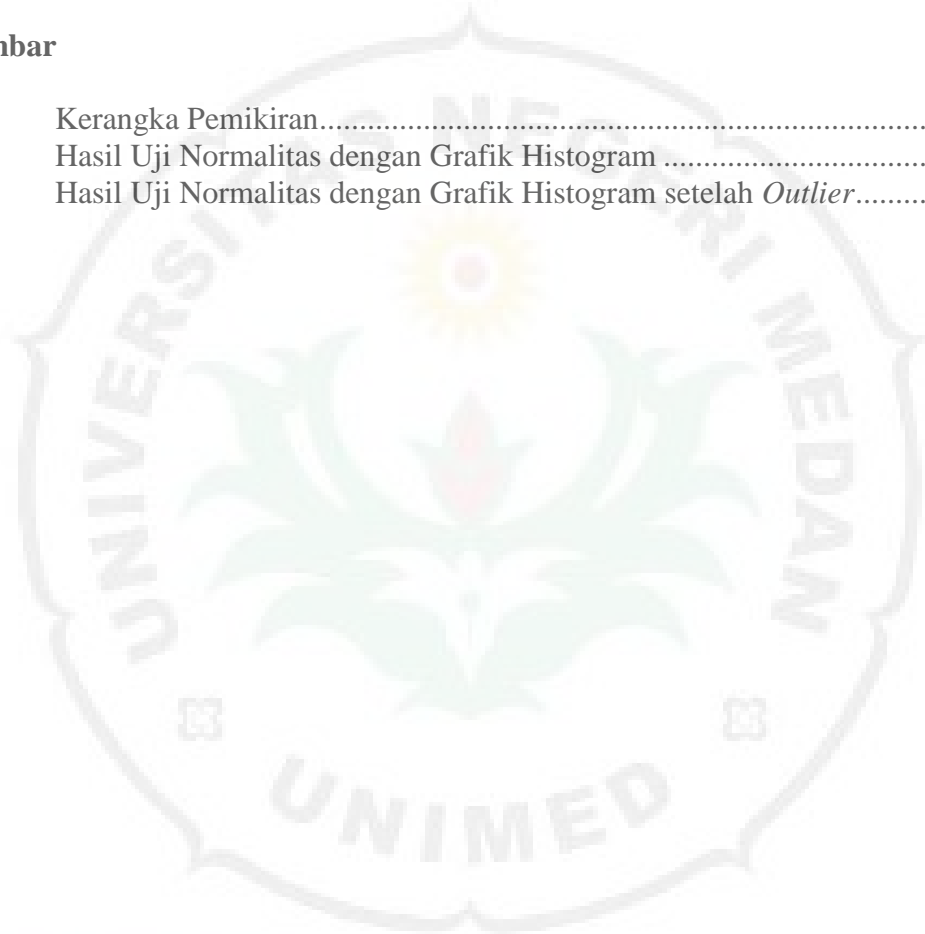 mbar
Kerangka Pemikiran
Hasil Uji Normalitas dengan Grafik Histogram
Hasil Uji Normalitas dengan Grafik Histogram setelah Outlier
UNIVERSITAS NEGERI MEDAN
UNIMED